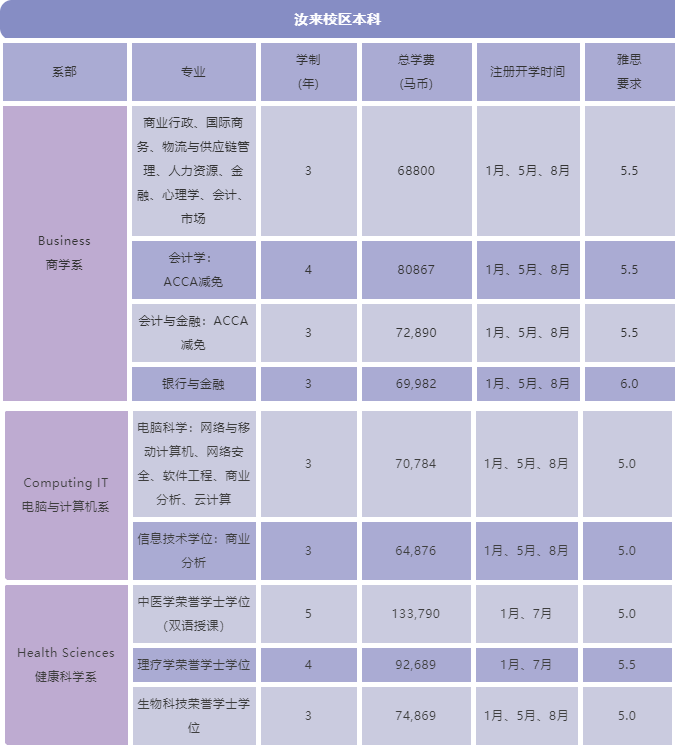 汝来校区本科
系部
专业
学制
(年)
总学费
(马币)
注册开学时间
雅思
要求
Business
商学系
商业行政、国际商
务、物流与供应链管
理、人力资源、金
融、心理学、会计、
市场
3
68800
1月、5月、8月
5.5
会计学：
ACCA减免
4
80867
1月、5月、8月
5.5
会计与金融：ACCA
减免
3
72,890
1月、5月、8月
5.5
银行与金融
3
69,982
1月、5月、8月
6.0
Computing IT
电脑与计算机系
电脑科学：网络与移
动计算机、网络安
全、软件工程、商业
分析、云计算
3
70,784
1月、5月、8月
5.0
信息技术学位：商业
分析
3
64,876
1月、5月、8月
5.0
Health Sciences
健康科学系
中医学荣誉学士学位
（双语授课）
5
133,790
1月、7月
5.0
理疗学荣誉学士学位
4
92,689
1月、7月
5.5
生物科技荣誉学士学
位
3
74,869
1月、5月、8月
5.0